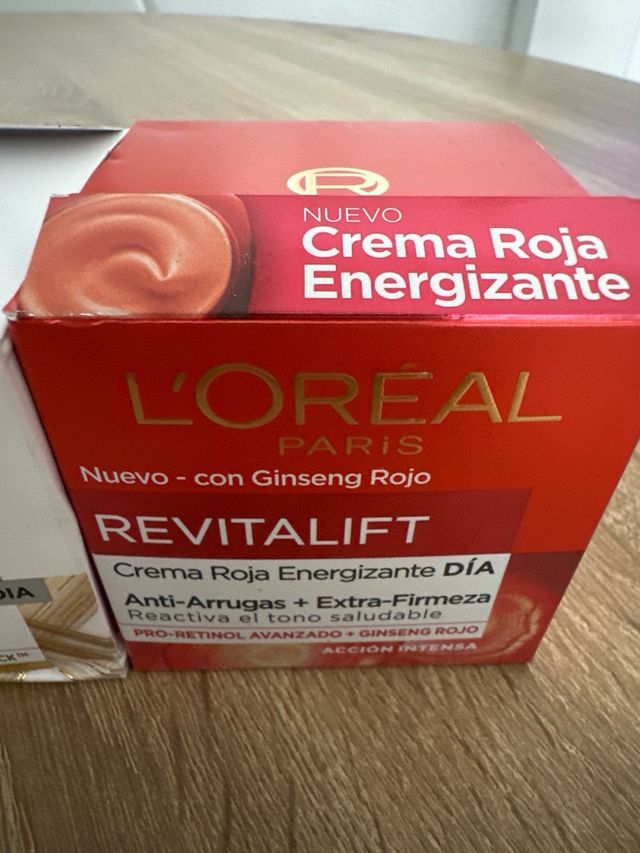 NUEVO
Crema Roja
Energizante
L'ORÉAL
PARiS
Nuevo - con Ginseng Rojo
REVITALIFT
Crema Roja Energizante DÍA
Anti-Arrugas + Extra-Firmeza
Reactiva el tono saludable
PRO-RETINOL AVANZADO + GINSENG ROJO
ACCIÓN INTENSA
DIA